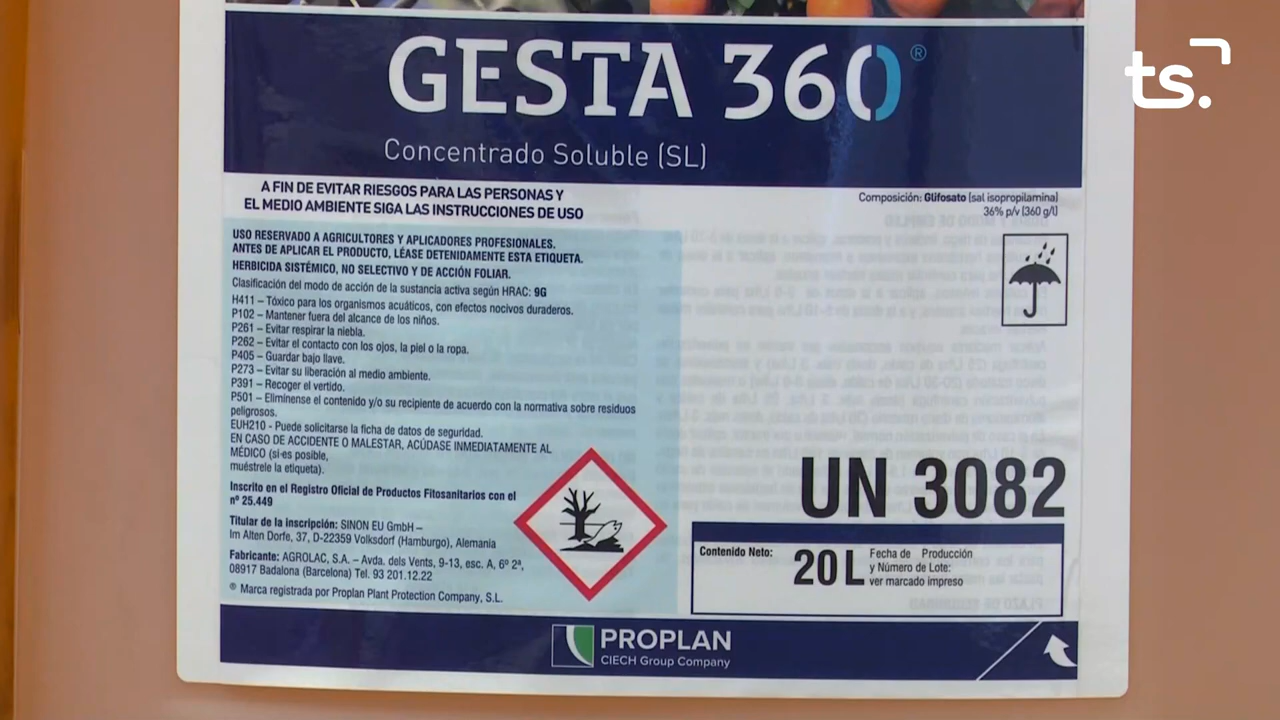 ts.
GESTA 360®
Concentrado Soluble (SL)
A FIN DE EVITAR RIESGOS PARA LAS PERSONAS Y
EL MEDIO AMBIENTE SIGA LAS INSTRUCCIONES DE USO
Composición: Glifosato (sal isopropilamina)
36% p/v (360 g/l)
USO RESERVADO A AGRICULTORES Y APLICADORES PROFESIONALES.
ANTES DE APLICAR EL PRODUCTO, LÉASE DETENIDAMENTE ESTA ETIQUETA.
HERBICIDA SISTÉMICO, NO SELECTIVO Y DE ACCIÓN FOLIAR.
Clasificación del modo de acción de la sustancia activa según HRAC: 9G
H411 – Tóxico para los organismos acuáticos, con efectos nocivos duraderos.
P102 – Mantener fuera del alcance de los niños.
P261 – Evitar respirar la niebla.
P262 – Evitar el contacto con los ojos, la piel o la ropa.
P405 – Guardar bajo llave.
P273 – Evitar su liberación al medio ambiente.
P391 – Recoger el vertido.
P501 – Elimínense el contenido y/o su recipiente de acuerdo con la normativa sobre residuos
peligrosos.
EUH210 - Puede solicitarse la ficha de datos de seguridad.
EN CASO DE ACCIDENTE O MALESTAR, ACÚDASE INMEDIATAMENTE AL
MÉDICO (si es posible,
muéstrele la etiqueta).
Inscrito en el Registro Oficial de Productos Fitosanitarios con el
nº 25.449
Titular de la inscripción: SINON EU GmbH –
Im Alten Dorfe, 37, D-22359 Volksdorf (Hamburgo), Alemania
Fabricante: AGROLAC, S.A. – Avda. dels Vents, 9-13, esc. A, 6º 2ª,
08917 Badalona (Barcelona) Tel. 93 201.12.22
® Marca registrada por Proplan Plant Protection Company, S.L.
UN 3082
Contenido Neto: 20 L
Fecha de Producción
y Número de Lote:
ver marcado impreso
PROPLAN
CIECH Group Company